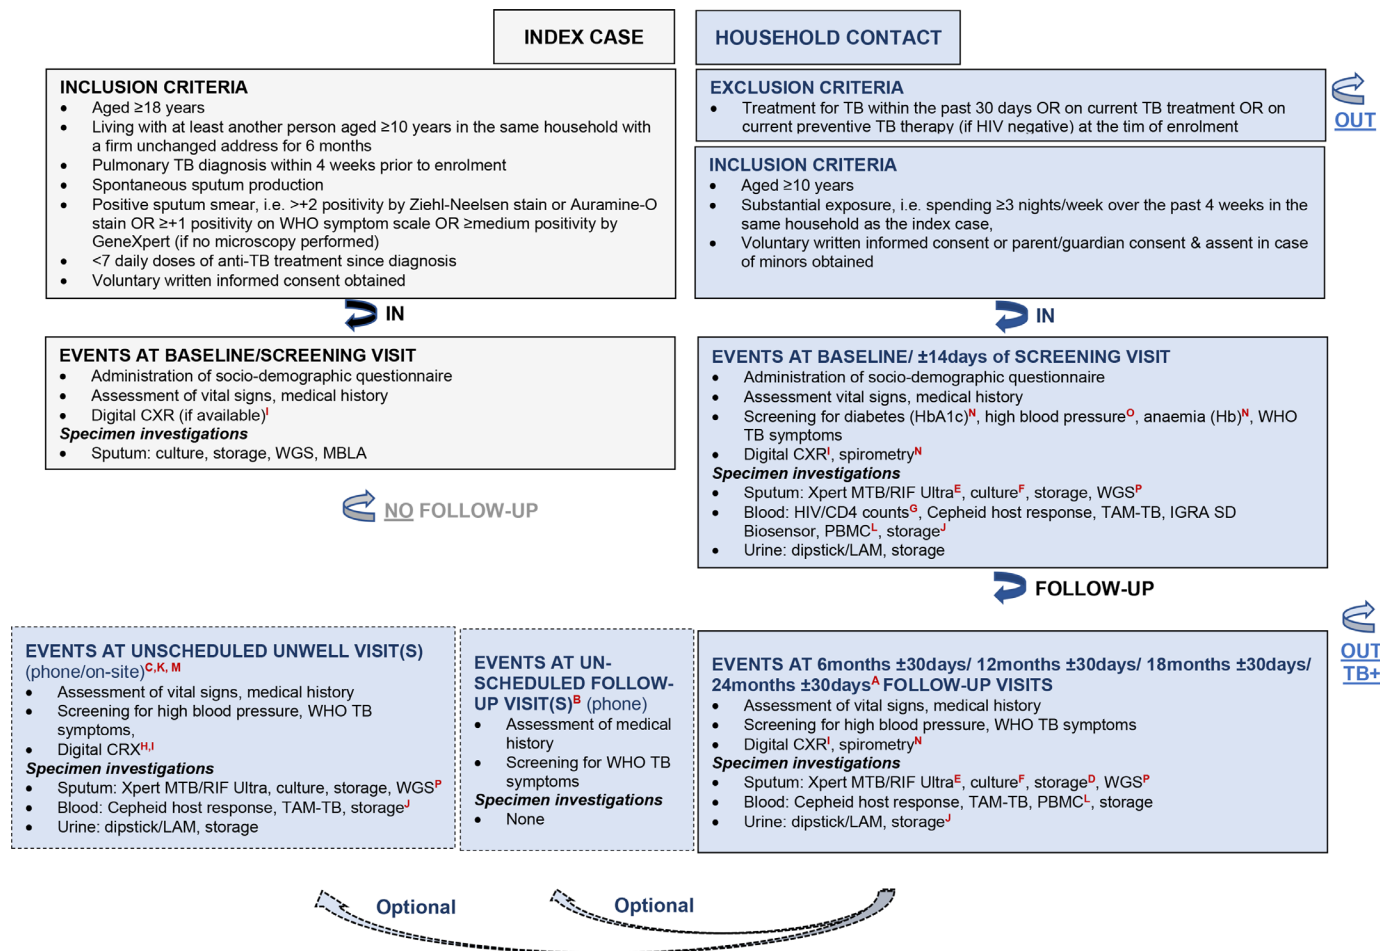 INDEX CASE
INCLUSION CRITERIA
• Aged ≥18 years
• Living with at least another person aged ≥10 years in the same household with
a firm unchanged address for 6 months
• Pulmonary TB diagnosis within 4 weeks prior to enrolment
• Spontaneous sputum production
• Positive sputum smear, i.e. >+2 positivity by Ziehl-Neelsen stain or Auramine-O
stain OR ≥+1 positivity on WHO symptom scale OR ≥medium positivity by
GeneXpert (if no microscopy performed)
• <7 daily doses of anti-TB treatment since diagnosis
• Voluntary written informed consent obtained
IN
EVENTS AT BASELINE/SCREENING VISIT
• Administration of socio-demographic questionnaire
• Assessment of vital signs, medical history
• Digital CXR (if available)I
Specimen investigations
• Sputum: culture, storage, WGS, MBLA
NO FOLLOW-UP
HOUSEHOLD CONTACT
EXCLUSION CRITERIA
• Treatment for TB within the past 30 days OR on current TB treatment OR on
current preventive TB therapy (if HIV negative) at the tim of enrolment
OUT
INCLUSION CRITERIA
• Aged ≥10 years
• Substantial exposure, i.e. spending ≥3 nights/week over the past 4 weeks in the
same household as the index case,
• Voluntary written informed consent or parent/guardian consent & assent in case
of minors obtained
IN
EVENTS AT BASELINE/ ±14days of SCREENING VISIT
• Administration of socio-demographic questionnaire
• Assessment vital signs, medical history
• Screening for diabetes (HbA1c)N, high blood pressureO, anaemia (Hb)N, WHO
TB symptoms
• Digital CXRI, spirometryN
Specimen investigations
• Sputum: Xpert MTB/RIF UltraE, cultureF, storage, WGSP
• Blood: HIV/CD4 countsG, Cepheid host response, TAM-TB, IGRA SD
Biosensor, PBMCL, storageJ
• Urine: dipstick/LAM, storage
FOLLOW-UP
EVENTS AT UNSCHEDULED UNWELL VISIT(S)
(phone/on-site)C,K, M
• Assessment of vital signs, medical history
• Screening for high blood pressure, WHO TB
symptoms,
• Digital CRXH,I
Specimen investigations
• Sputum: Xpert MTB/RIF Ultra, culture, storage, WGSP
• Blood: Cepheid host response, TAM-TB, storageJ
• Urine: dipstick/LAM, storage
EVENTS AT UN-
SCHEDULED FOLLOW-
UP VISIT(S)B (phone)
• Assessment of medical
history
• Screening for WHO TB
symptoms
Specimen investigations
• None
EVENTS AT 6months ±30days/ 12months ±30days/ 18months ±30days/
24months ±30daysA FOLLOW-UP VISITS
• Assessment of vital signs, medical history
• Screening for high blood pressure, WHO TB symptoms
• Digital CXRI, spirometryN
Specimen investigations
• Sputum: Xpert MTB/RIF UltraE, cultureF, storageD, WGSP
• Blood: Cepheid host response, TAM-TB, PBMCL, storage
• Urine: dipstick/LAM, storageJ
OUT
TB+
Optional
Optional